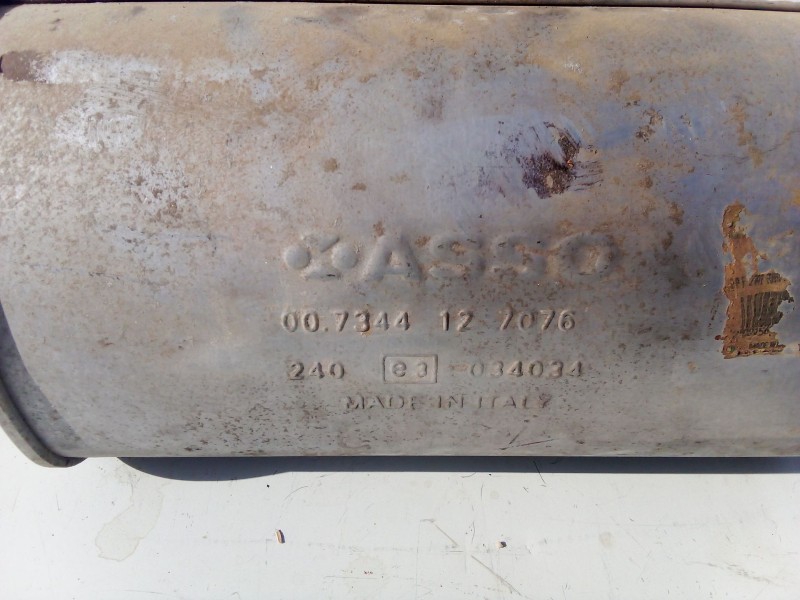 ASSO
00.7344 12 7076
240 e3 034034
MADE IN ITALY